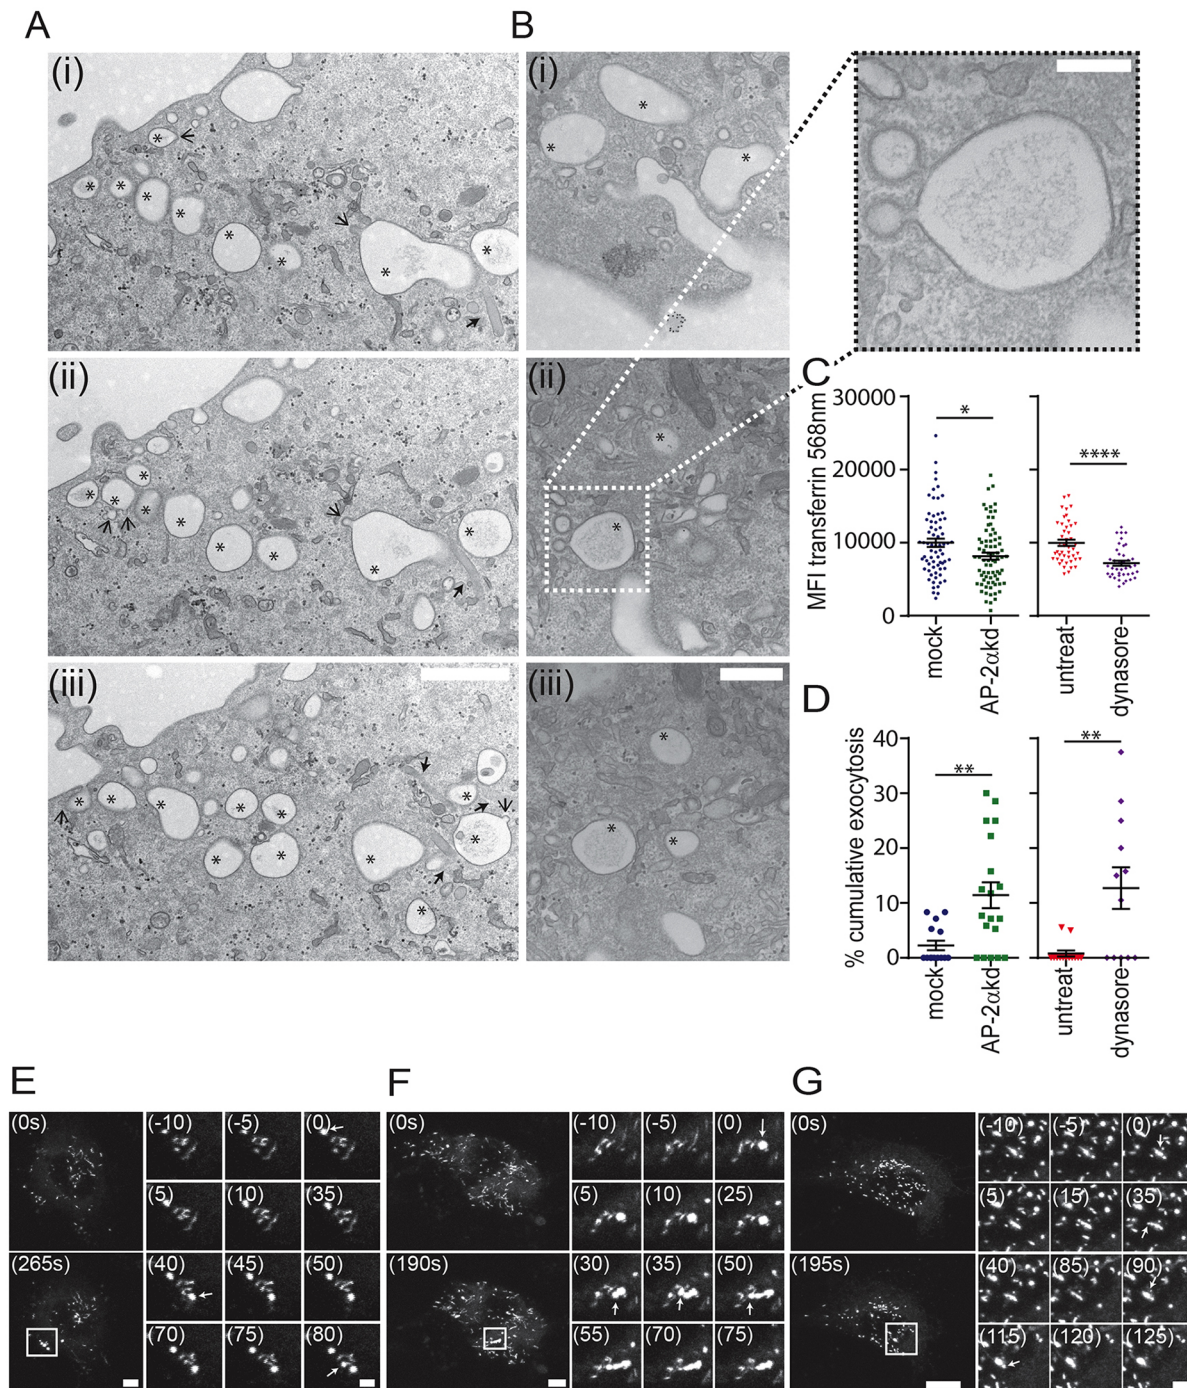 A
B
(i)
*
*
*
*
*
*
*
*
*
*
(ii)
*
*
*
*
*
*
*
*
(iii)
*
*
*
*
*
*
*
*
*
*
*
(i)
*
*
*
(ii)
*
*
(iii)
*
*
*
C
MFI transferrin 568nm
30000
20000
10000
0
*
****
mock
AP-2αkd
untreat
dynasore
D
% cumulative exocytosis
40
30
20
10
0
**
**
mock
AP-2αkd
untreat
dynasore
E
(0s)
(265s)
(-10) (-5) (0)
(5) (10) (35)
(40) (45) (50)
(70) (75) (80)
F
(0s)
(190s)
(-10) (-5) (0)
(5) (10) (25)
(30) (35) (50)
(55) (70) (75)
G
(0s)
(195s)
(-10) (-5) (0)
(5) (15) (35)
(40) (85) (90)
(115) (120) (125)